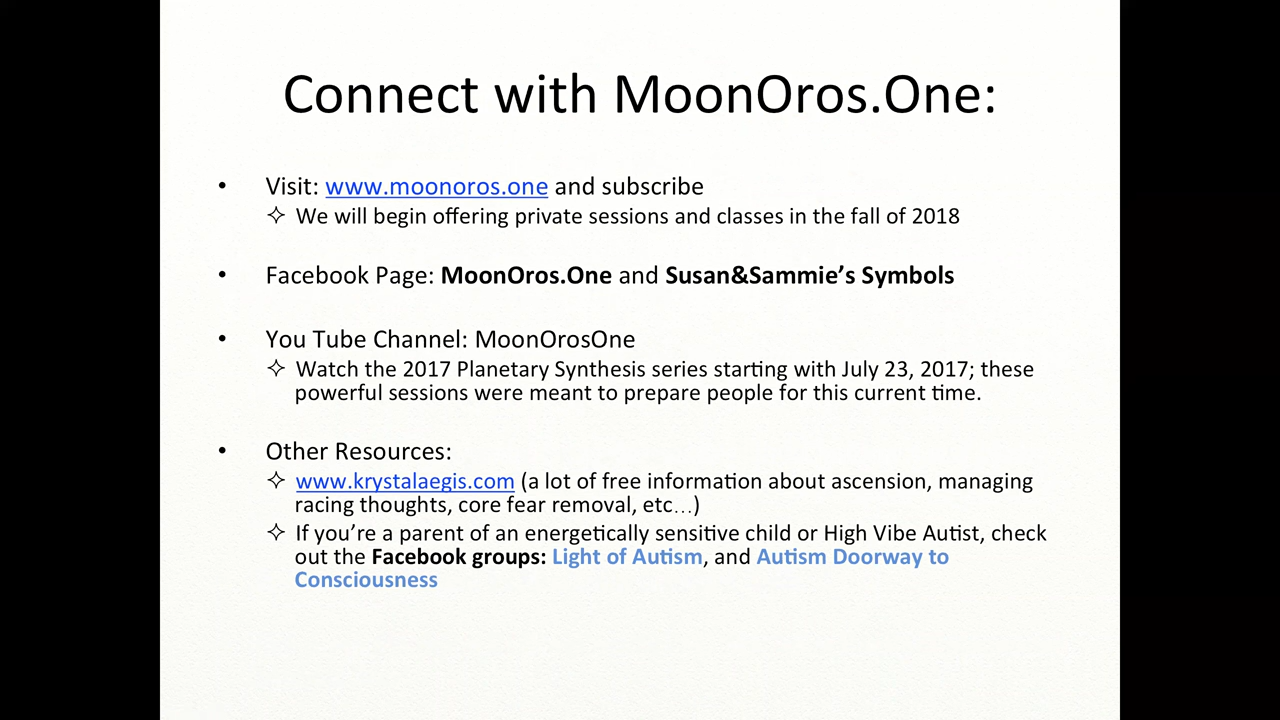 Connect with MoonOros.One:
• Visit: www.moonoros.one and subscribe
✧ We will begin offering private sessions and classes in the fall of 2018
• Facebook Page: MoonOros.One and Susan&Sammie’s Symbols
• You Tube Channel: MoonOrosOne
✧ Watch the 2017 Planetary Synthesis series starting with July 23, 2017; these
powerful sessions were meant to prepare people for this current time.
• Other Resources:
✧ www.krystalaegis.com (a lot of free information about ascension, managing
racing thoughts, core fear removal, etc…)
✧ If you’re a parent of an energetically sensitive child or High Vibe Autist, check
out the Facebook groups: Light of Autism, and Autism Doorway to
Consciousness